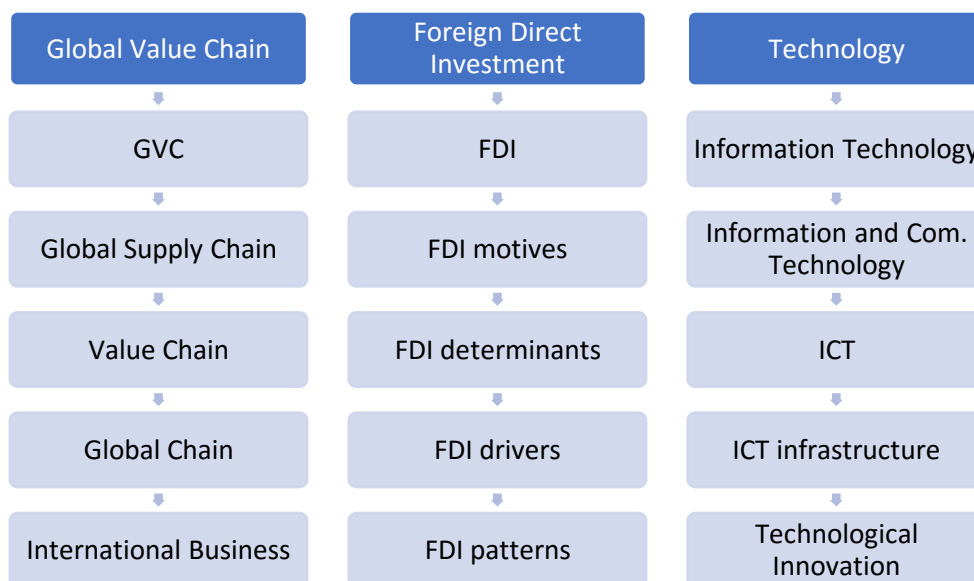 Global Value Chain
GVC
Global Supply Chain
Value Chain
Global Chain
International Business
Foreign Direct
Investment
FDI
FDI motives
FDI determinants
FDI drivers
FDI patterns
Technology
Information Technology
Information and Com.
Technology
ICT
ICT infrastructure
Technological
Innovation